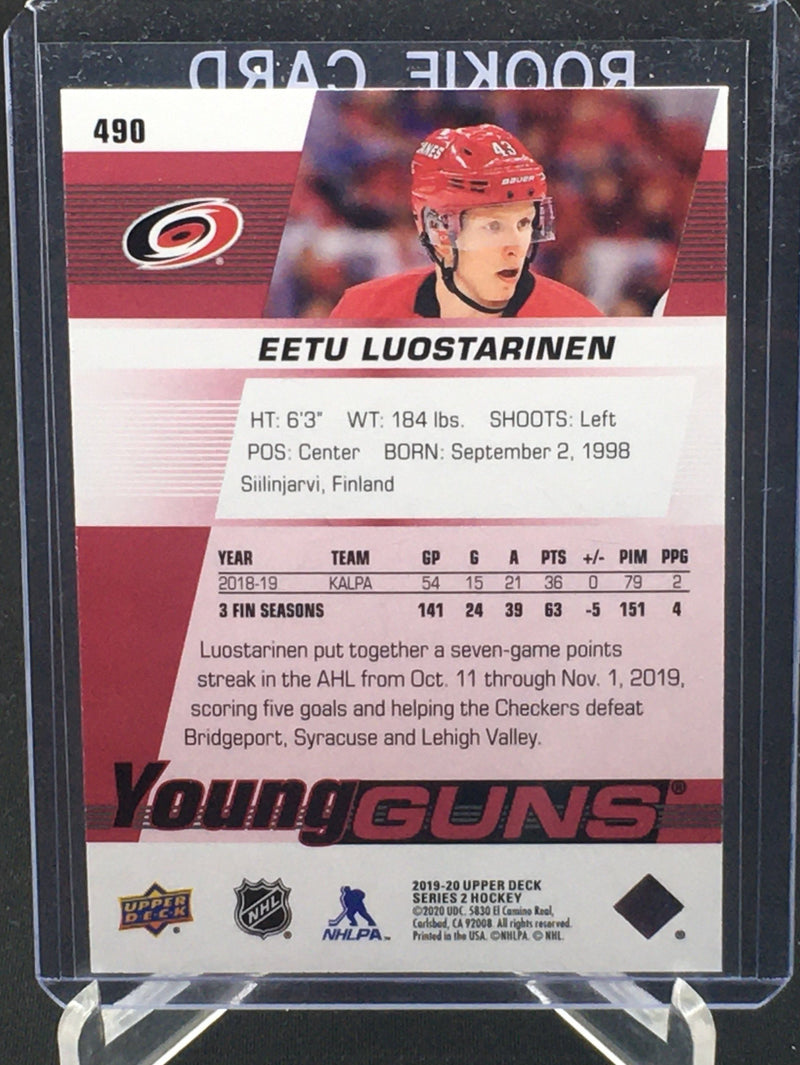 ROOKIE CARD
490
CANES
43
BAUER
EETU LUOSTARINEN
HT: 6'3" WT: 184 lbs. SHOOTS: Left
POS: Center BORN: September 2, 1998
Siilinjarvi, Finland
YEAR TEAM GP G A PTS +/- PIM PPG
2018-19 KALPA 54 15 21 36 0 79 2
3 FIN SEASONS 141 24 39 63 -5 151 4
Luostarinen put together a seven-game points
streak in the AHL from Oct. 11 through Nov. 1, 2019,
scoring five goals and helping the Checkers defeat
Bridgeport, Syracuse and Lehigh Valley.
Young GUNS®
UPPER DECK
NHL
NHLPA™
2019-20 UPPER DECK
SERIES 2 HOCKEY
©2020 UDC. 5830 El Camino Real,
Carlsbad, CA 92008. All rights reserved.
Printed in the USA. ©NHLPA. © NHL.